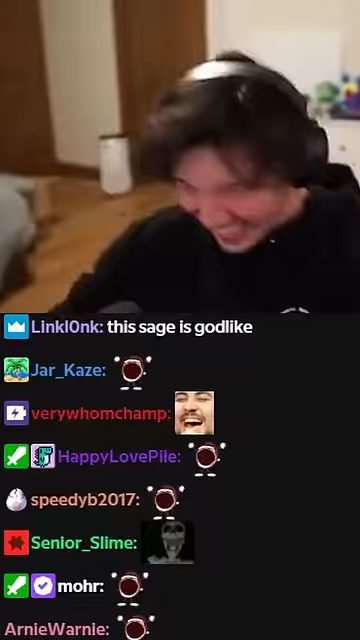 Linkl0nk: this sage is godlike
Jar_Kaze:
verywhomchamp:
HappyLovePile:
speedyb2017:
Senior_Slime:
mohr:
ArnieWarnie: